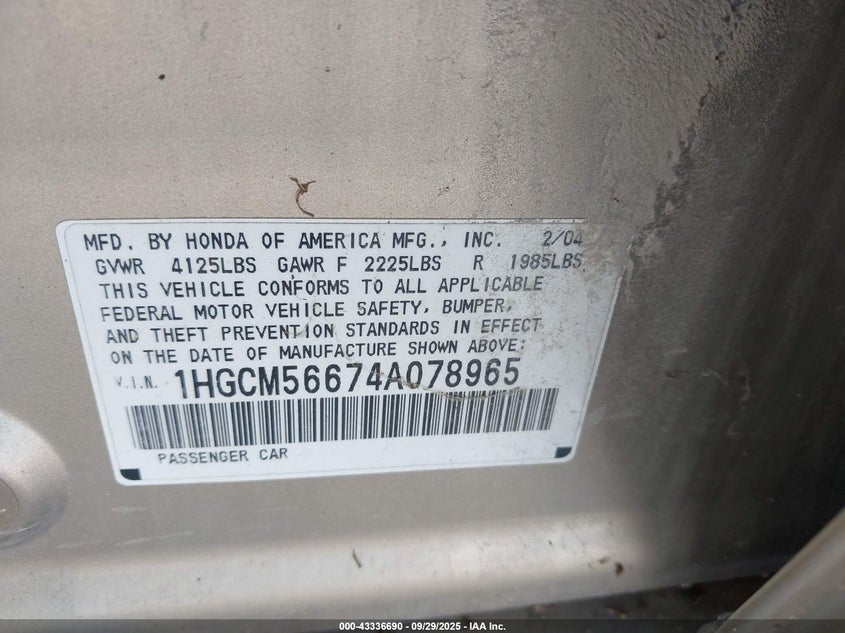 MFD. BY HONDA OF AMERICA MFG., INC. 2/04
GVWR 4125LBS GAWR F 2225LBS R 1985LBS
THIS VEHICLE CONFORMS TO ALL APPLICABLE
FEDERAL MOTOR VEHICLE SAFETY, BUMPER,
AND THEFT PREVENTION STANDARDS IN EFFECT
ON THE DATE OF MANUFACTURE SHOWN ABOVE:
V.I.N. 1HGCM56674A078965
PASSENGER CAR
000-43336690 - 09/29/2025 - IAA Inc.